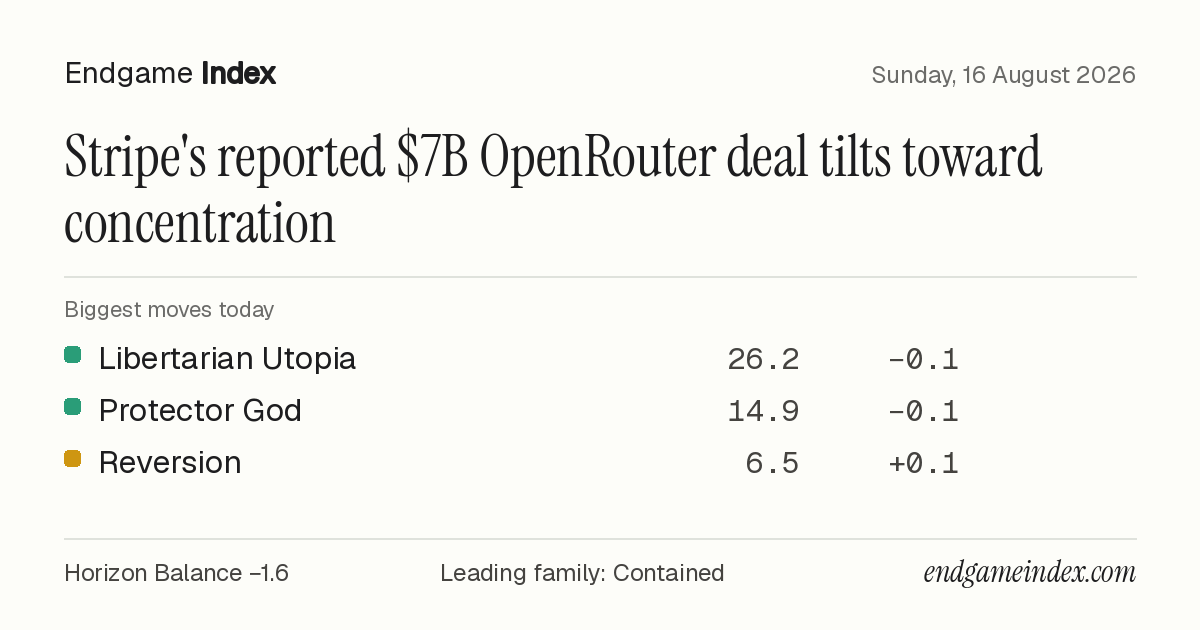 Endgame Index
Sunday, 16 August 2026
Stripe's reported $7B OpenRouter deal tilts toward
concentration
Biggest moves today
Libertarian Utopia 26.2 −0.1
Protector God 14.9 −0.1
Reversion 6.5 +0.1
Horizon Balance −1.6 Leading family: Contained endgameindex.com